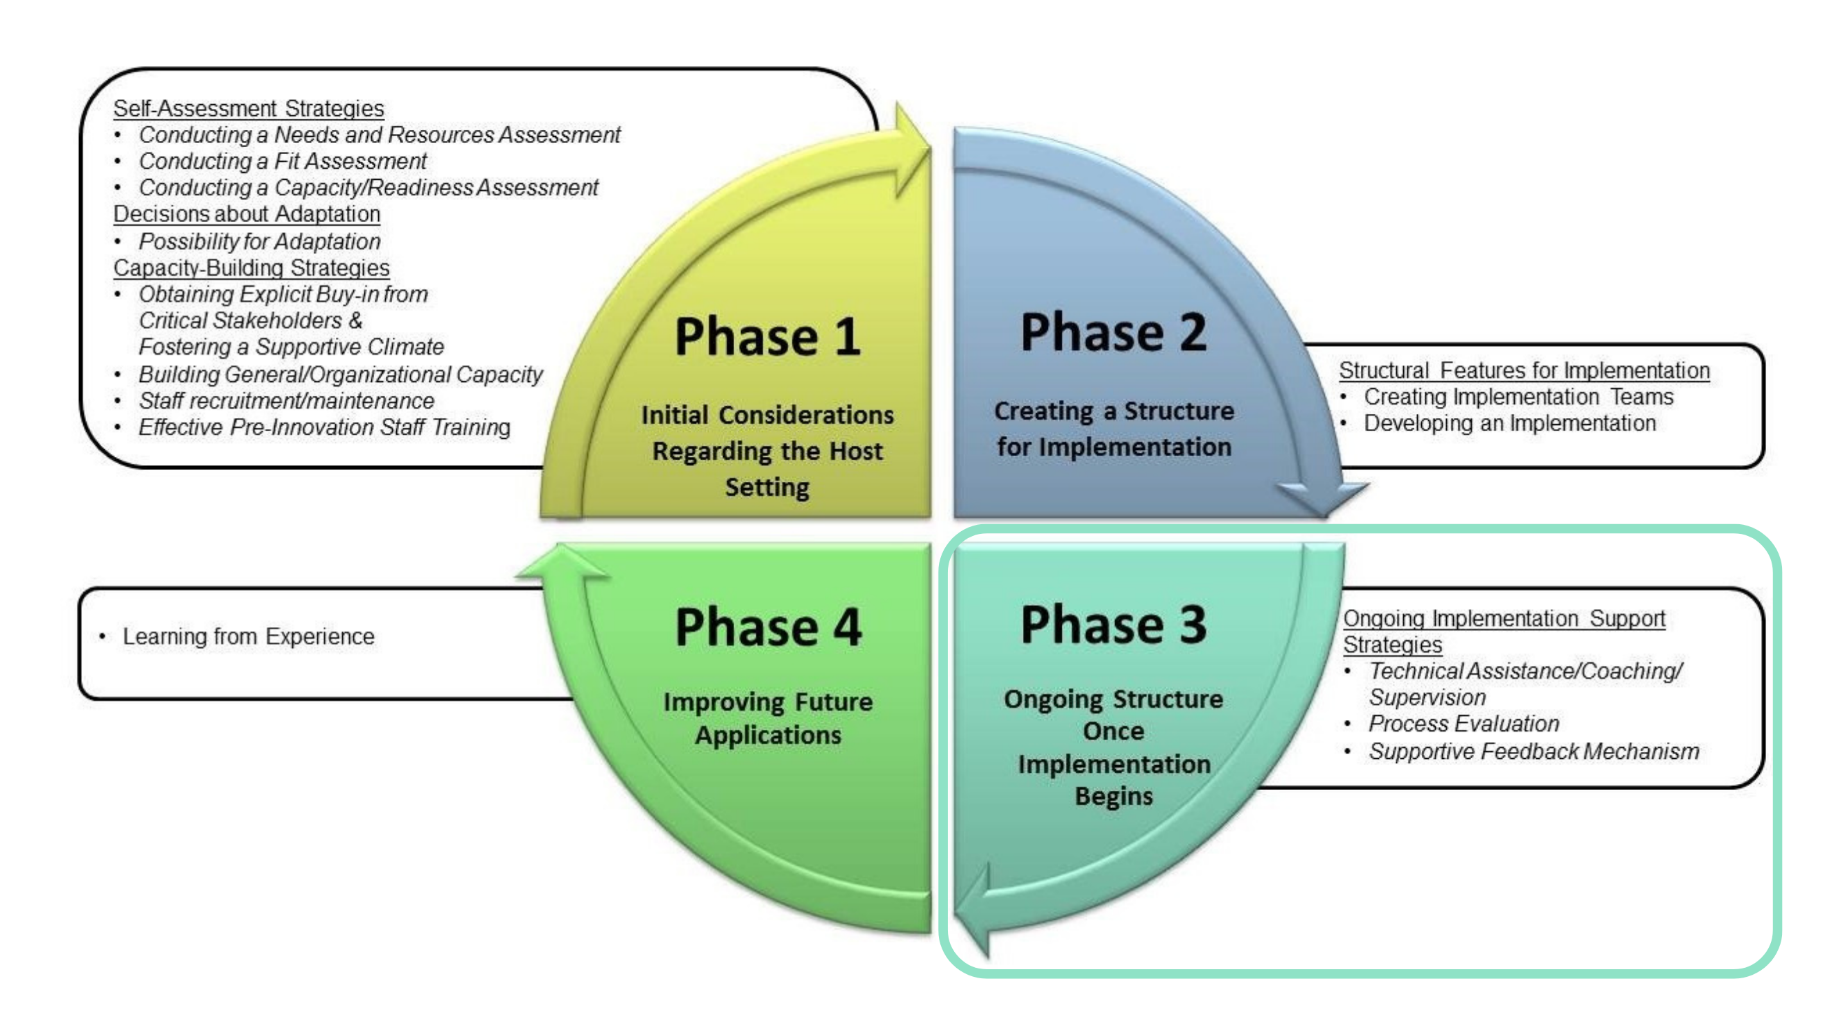 Self-Assessment Strategies
• Conducting a Needs and Resources Assessment
• Conducting a Fit Assessment
• Conducting a Capacity/Readiness Assessment
Decisions about Adaptation
• Possibility for Adaptation
Capacity-Building Strategies
• Obtaining Explicit Buy-in from
Critical Stakeholders &
Fostering a Supportive Climate
• Building General/Organizational Capacity
• Staff recruitment/maintenance
• Effective Pre-Innovation Staff Training
Phase 1
Initial Considerations
Regarding the Host
Setting
Phase 2
Creating a Structure
for Implementation
Structural Features for Implementation
• Creating Implementation Teams
• Developing an Implementation
Phase 3
Ongoing Structure
Once
Implementation
Begins
Ongoing Implementation Support
Strategies
• Technical Assistance/Coaching/
Supervision
• Process Evaluation
• Supportive Feedback Mechanism
Phase 4
Improving Future
Applications
• Learning from Experience